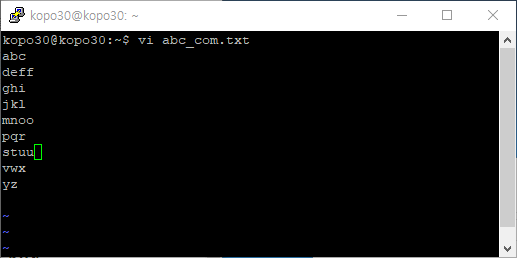 kopo30@kopo30: ~
kopo30@kopo30:~$ vi abc_com.txt
abc
deff
ghi
jkl
mnoo
pqr
stuu
vwx
yz
~
~
~